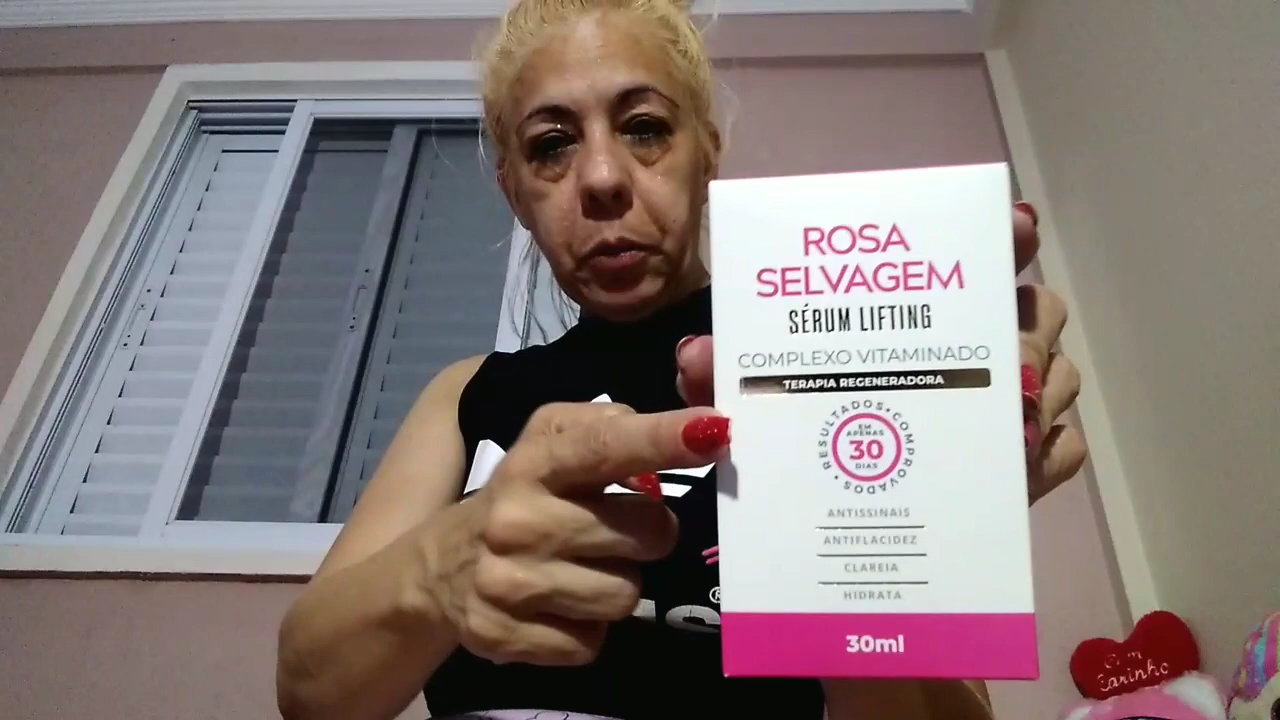 ROSA
SELVAGEM
SÉRUM LIFTING
COMPLEXO VITAMINADO
TERAPIA REGENERADORA
RESULTADOS • COMPROVADOS •
EM
APENAS
30
DIAS
ANTISSINAIS
ANTIFLACIDEZ
CLAREIA
HIDRATA
30ml
®
Com
Carinho